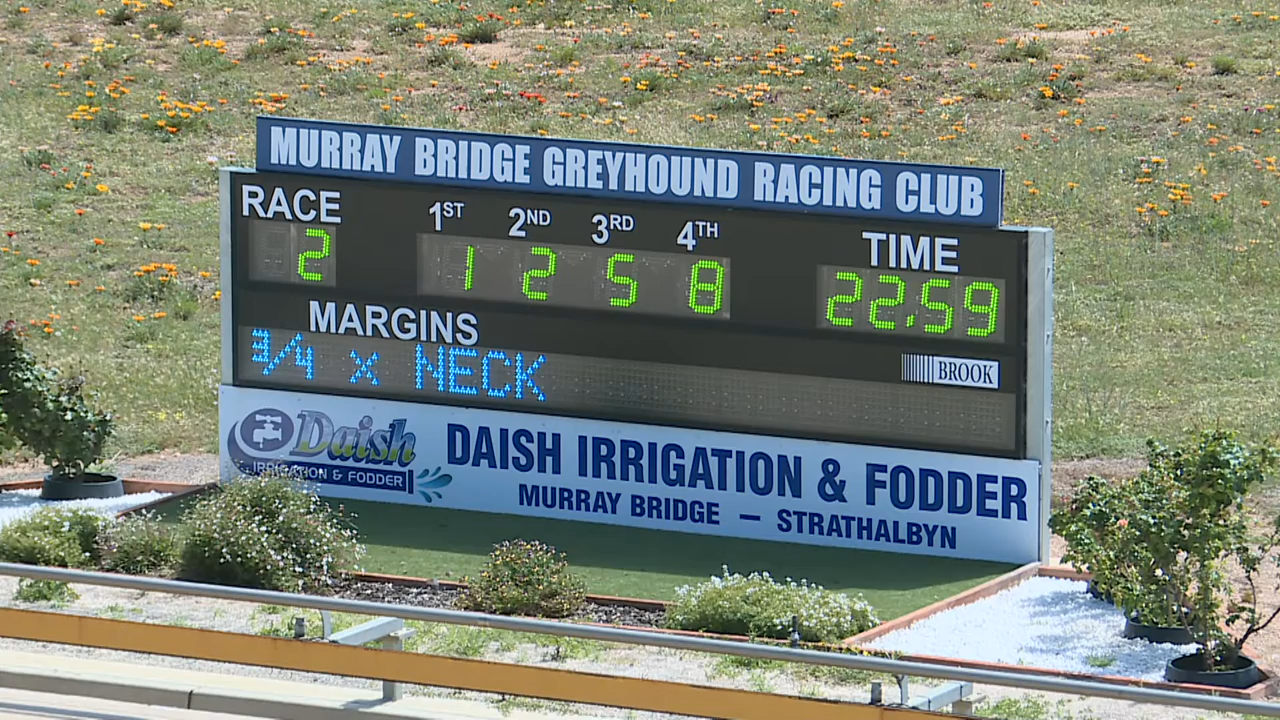 MURRAY BRIDGE GREYHOUND RACING CLUB
RACE 1ST 2ND 3RD 4TH TIME
2 1 2 5 8 22.59
MARGINS
3/4 x NECK
BROOK
Daish
IRRIGATION & FODDER
DAISH IRRIGATION & FODDER
MURRAY BRIDGE – STRATHALBYN